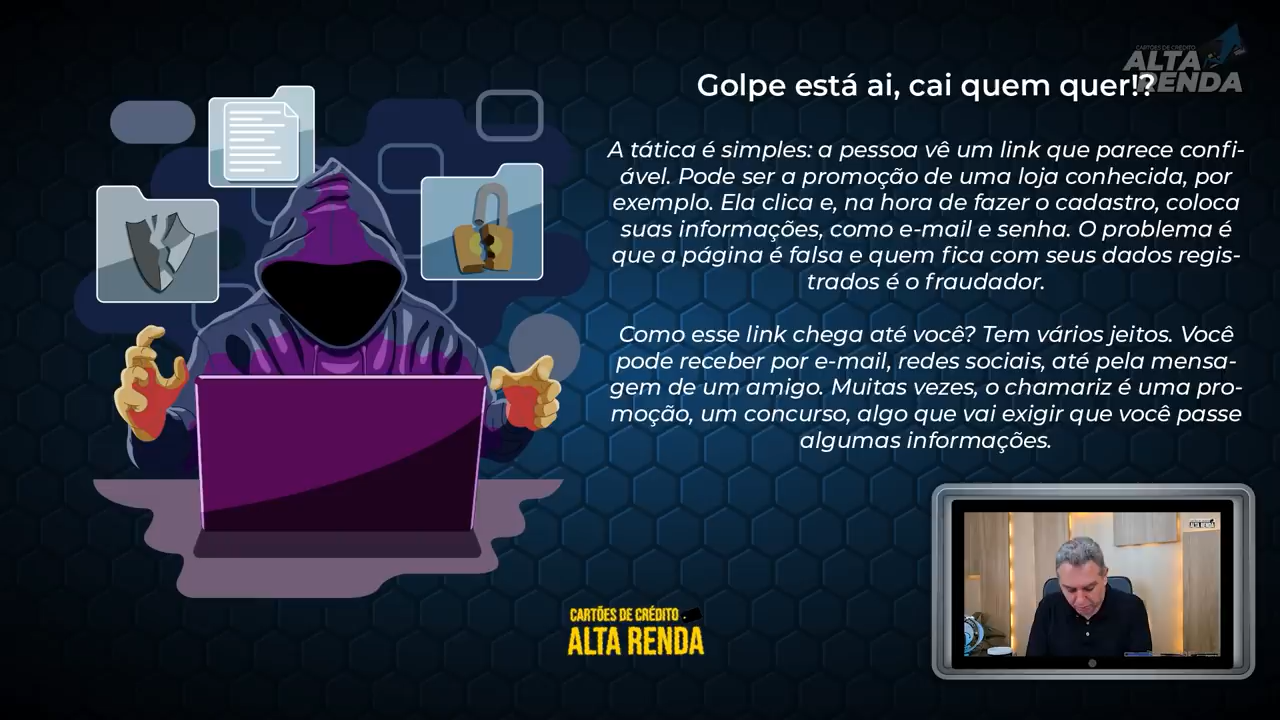 CARTÕES DE CRÉDITO
ALTA
RENDA
Golpe está ai, cai quem quer!?
A tática é simples: a pessoa vê um link que parece confi-
ável. Pode ser a promoção de uma loja conhecida, por
exemplo. Ela clica e, na hora de fazer o cadastro, coloca
suas informações, como e-mail e senha. O problema é
que a página é falsa e quem fica com seus dados regis-
trados é o fraudador.
Como esse link chega até você? Tem vários jeitos. Você
pode receber por e-mail, redes sociais, até pela mensa-
gem de um amigo. Muitas vezes, o chamariz é uma pro-
moção, um concurso, algo que vai exigir que você passe
algumas informações.
ALTA RENDA
CARTÕES DE CRÉDITO
ALTA RENDA